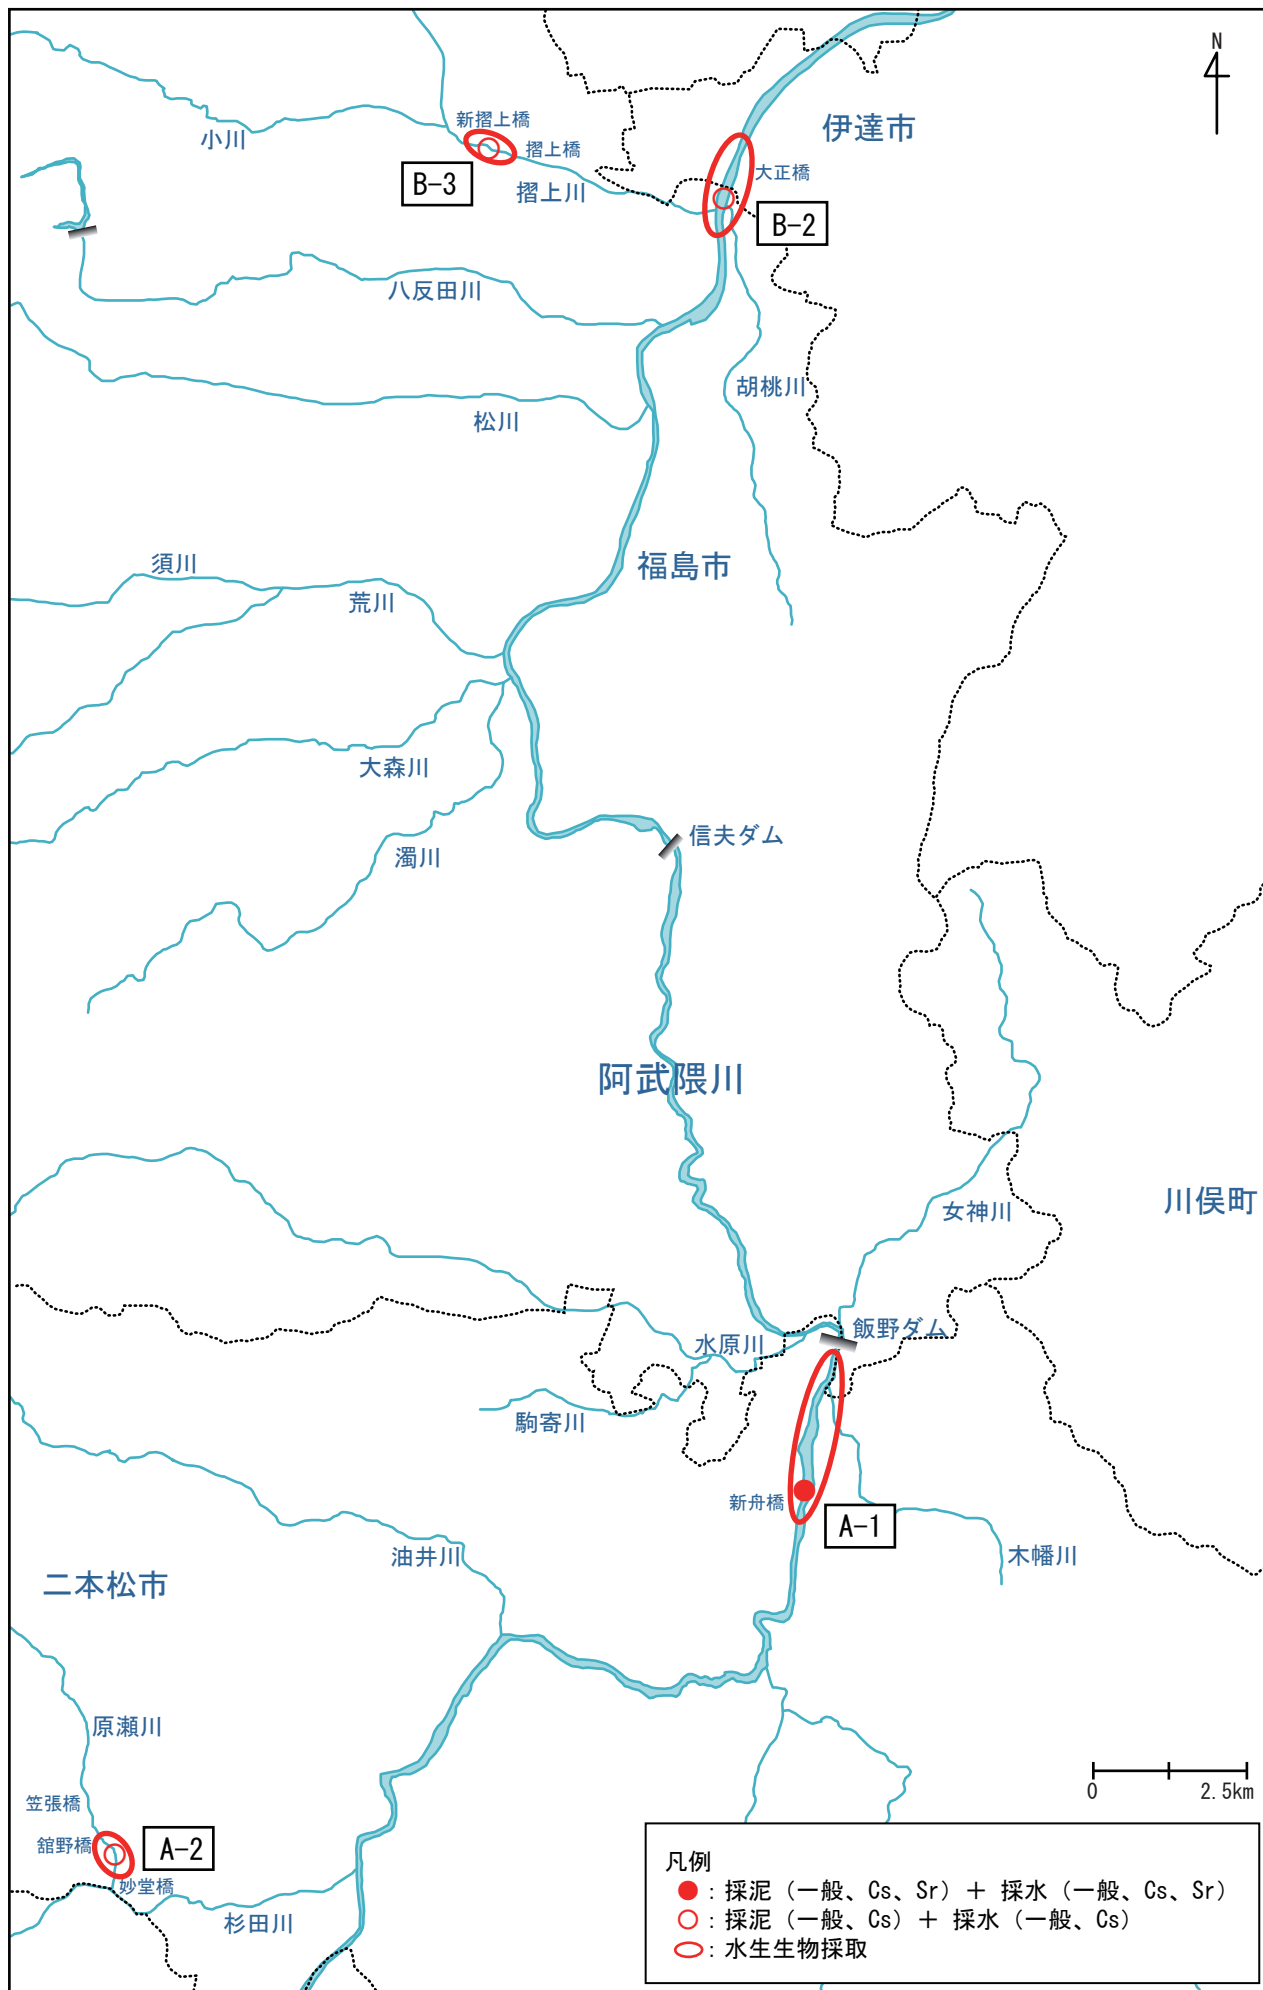 N
伊達市
新摺上橋
小川
摺上橋
大正橋
B-3
摺上川
B-2
八反田川
胡桃川
松川
須川
福島市
荒川
大森川
信夫ダム
濁川
阿武隈川
川俣町
女神川
飯野ダム
水原川
駒寄川
新舟橋
A-1
油井川
木幡川
二本松市
原瀬川
0 2.5km
笠張橋
舘野橋
A-2
妙堂橋
杉田川
凡例
：採泥（一般、Cs、Sr）＋ 採水（一般、Cs、Sr）
：採泥（一般、Cs）＋ 採水（一般、Cs）
：水生生物採取